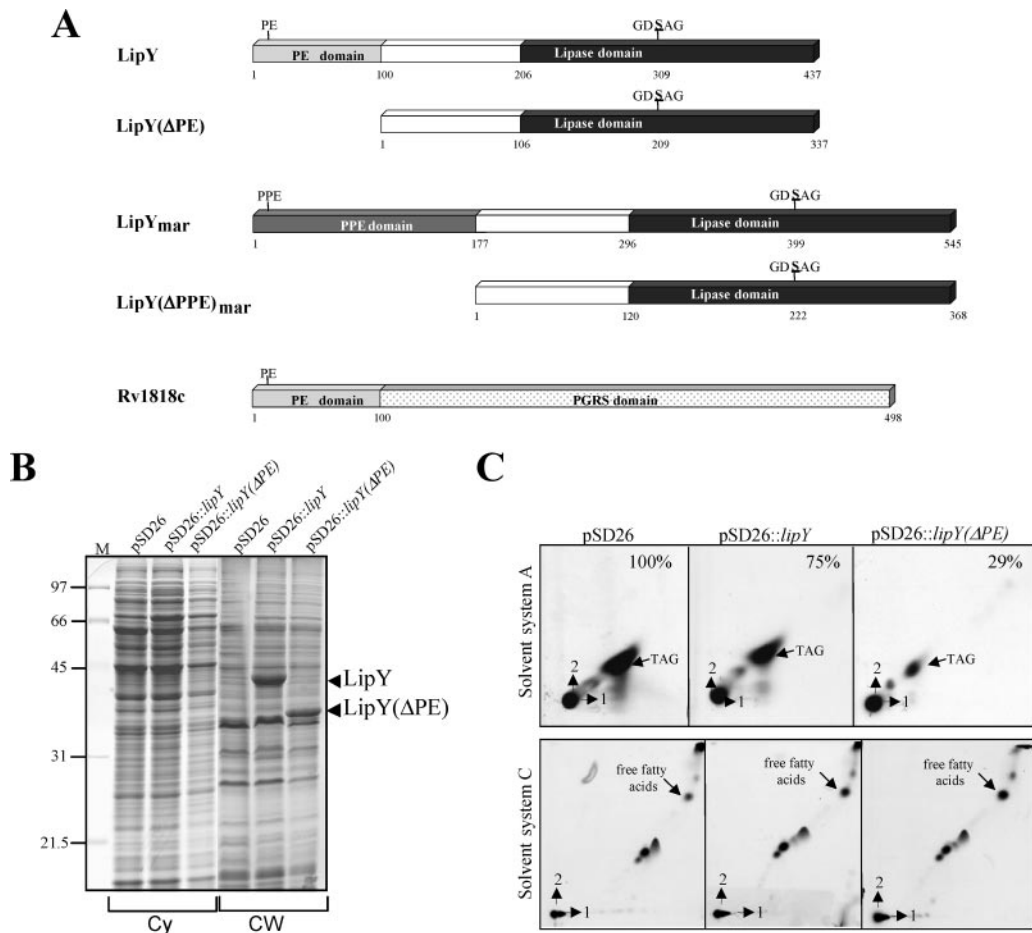 A
PE
GDSAG
LipY
PE domain
Lipase domain
1 100 206 309 437
GDSAG
LipY(ΔPE)
Lipase domain
1 106 209 337
PPE
GDSAG
LipYmar
PPE domain
Lipase domain
1 177 296 399 545
GDSAG
LipY(ΔPPE)mar
Lipase domain
1 120 222 368
PE
Rv1818c
PE domain
PGRS domain
1 100 498
B
M
pSD26
pSD26::lipY
pSD26::lipY(ΔPE)
pSD26
pSD26::lipY
pSD26::lipY(ΔPE)
97
66
45
31
21.5
LipY
LipY(ΔPE)
Cy
CW
C
pSD26
pSD26::lipY
pSD26::lipY(ΔPE)
Solvent system A
100%
75%
29%
TAG
TAG
TAG
2
1
2
1
2
1
Solvent system C
free fatty
acids
free fatty
acids
free fatty
acids
2
1
2
1
2
1